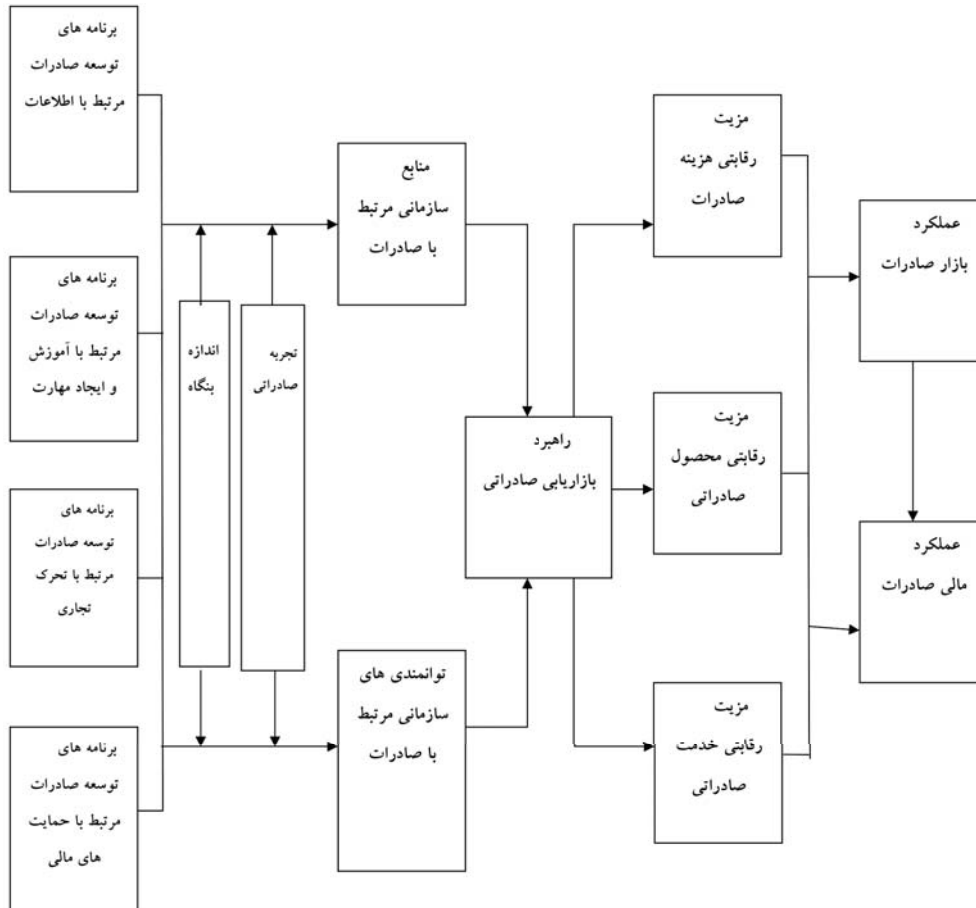 برنامه های
توسعه صادرات
مرتبط با اطلاعات
برنامه های
توسعه صادرات
مرتبط با آموزش
و ایجاد مهارت
برنامه های
توسعه صادرات
مرتبط با تحرک
تجاری
برنامه های
توسعه صادرات
مرتبط با حمایت
های مالی
اندازه
بنگاه
تجربه
صادراتی
منابع
سازمانی مرتبط
با صادرات
توانمندی های
سازمانی مرتبط
با صادرات
راهبرد
بازاریابی صادراتی
مزیت
رقابتی هزینه
صادرات
مزیت
رقابتی محصول
صادراتی
مزیت
رقابتی خدمت
صادراتی
عملکرد
بازار صادرات
عملکرد
مالی صادرات